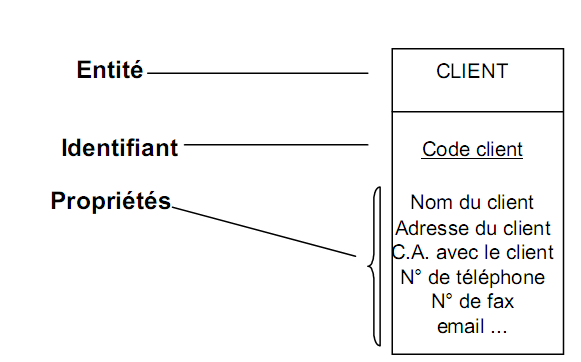 Entité
CLIENT
Identifiant
Code client
Propriétés
Nom du client
Adresse du client
C.A. avec le client
N° de téléphone
N° de fax
email ...